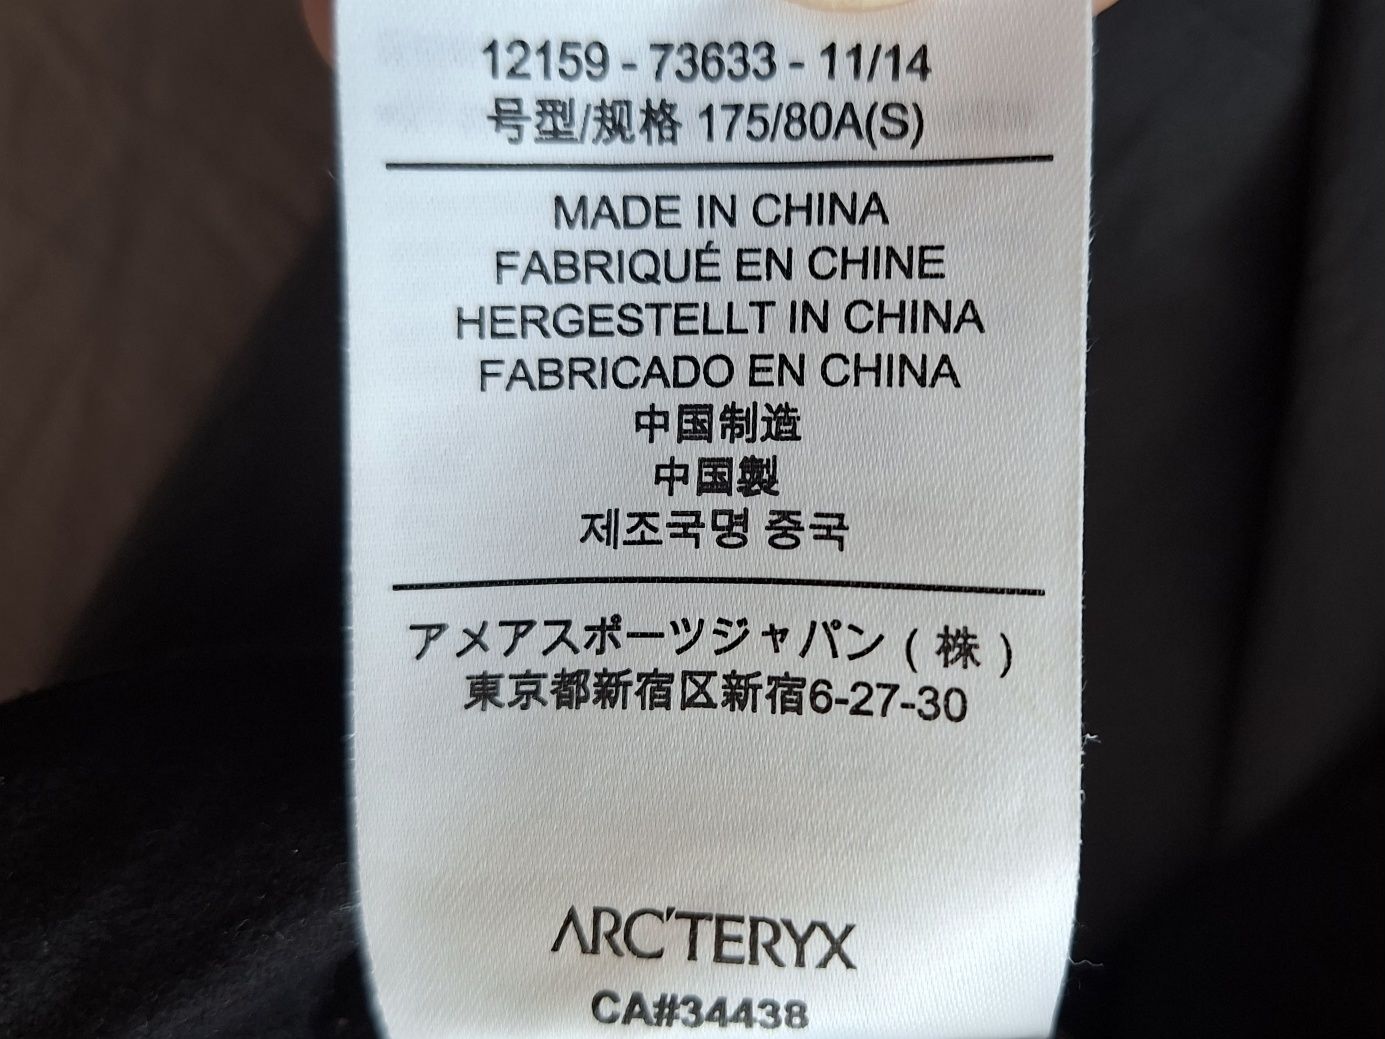 12159 - 73633 - 11/14
号型/规格 175/80A(S)
MADE IN CHINA
FABRIQUÉ EN CHINE
HERGESTELLT IN CHINA
FABRICADO EN CHINA
中国制造
中国製
제조국명 중국
アメアスポーツジャパン(株)
東京都新宿区新宿6-27-30
ARC'TERYX
CA#34438